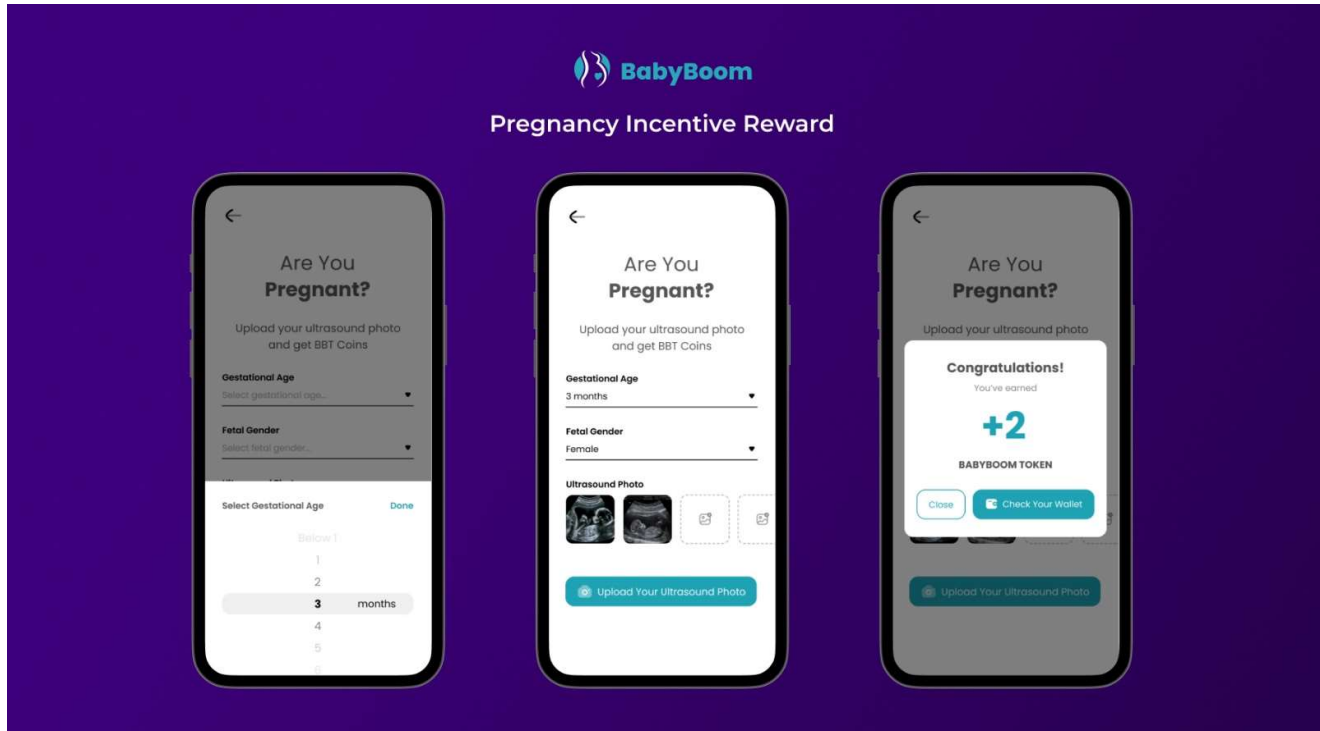 BabyBoom
Pregnancy Incentive Reward
Are You
Pregnant?
Upload your ultrasound photo
and get BBT Coins
Gestational Age
Select gestational age...
Fetal Gender
Select fetal gender...
Select Gestational Age
Done
Below 1
1
2
3 months
4
5
6
Are You
Pregnant?
Upload your ultrasound photo
and get BBT Coins
Gestational Age
3 months
Fetal Gender
Female
Ultrasound Photo
Upload Your Ultrasound Photo
Are You
Pregnant?
Upload your ultrasound photo
Congratulations!
You've earned
+2
BABYBOOM TOKEN
Close
Check Your Wallet
Upload Your Ultrasound Photo